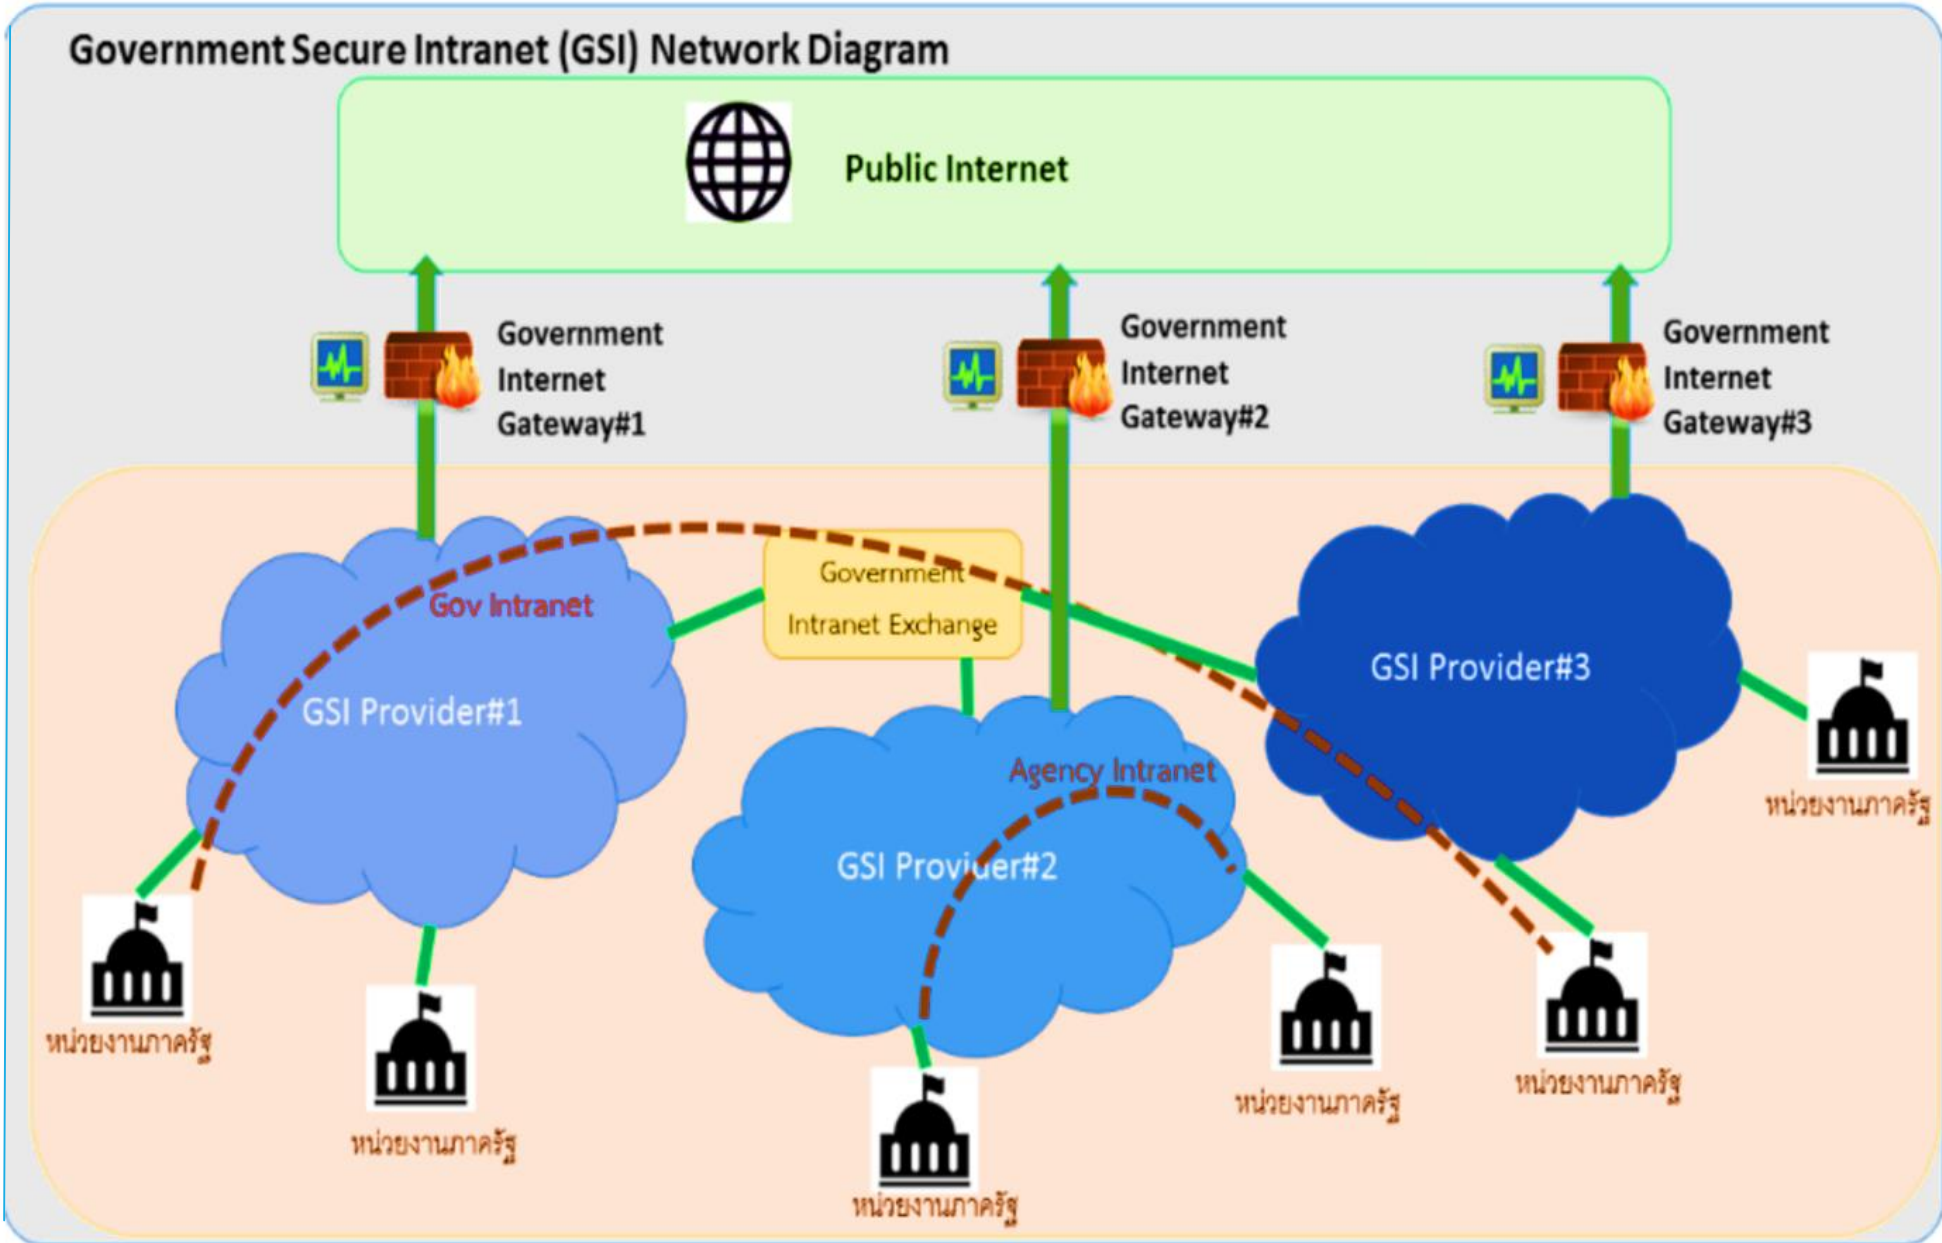 Government Secure Intranet (GSI) Network Diagram
Public Internet
Government
Internet
Gateway#1
Government
Internet
Gateway#2
Government
Internet
Gateway#3
Gov Intranet
GSI Provider#1
Government
Intranet Exchange
Agency Intranet
GSI Provider#2
GSI Provider#3
หน่วยงานภาครัฐ
หน่วยงานภาครัฐ
หน่วยงานภาครัฐ
หน่วยงานภาครัฐ
หน่วยงานภาครัฐ
หน่วยงานภาครัฐ